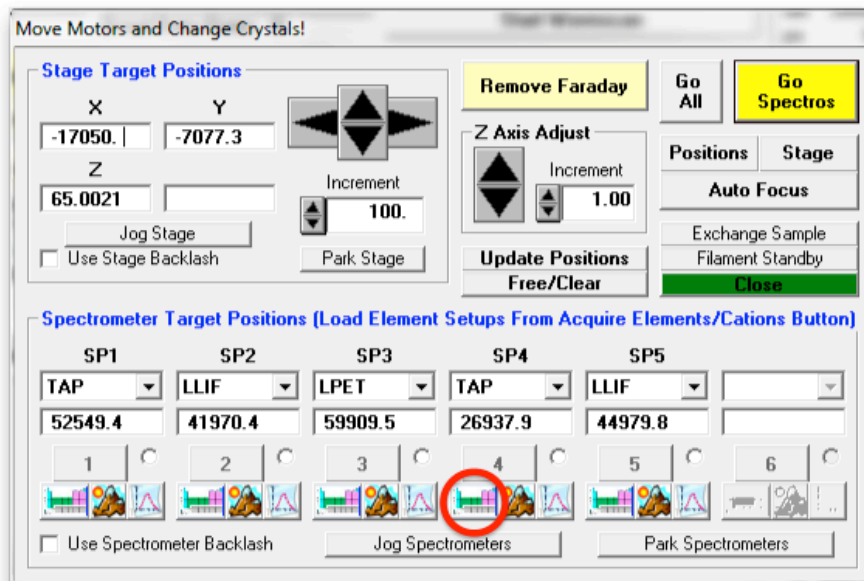 Move Motors and Change Crystals!
Stage Target Positions
X Y
-17050. -7077.3
Z
65.0021
Increment
100.
Jog Stage
Use Stage Backlash
Park Stage
Remove Faraday
Go All
Go Spectros
Z Axis Adjust
Increment
1.00
Positions Stage
Auto Focus
Update Positions
Free/Clear
Exchange Sample
Filament Standby
Close
Spectrometer Target Positions (Load Element Setups From Acquire Elements/Cations Button)
SP1 SP2 SP3 SP4 SP5
TAP LLIF LPET TAP LLIF
52549.4 41970.4 59909.5 26937.9 44979.8
1 2 3 4 5 6
Use Spectrometer Backlash
Jog Spectrometers
Park Spectrometers